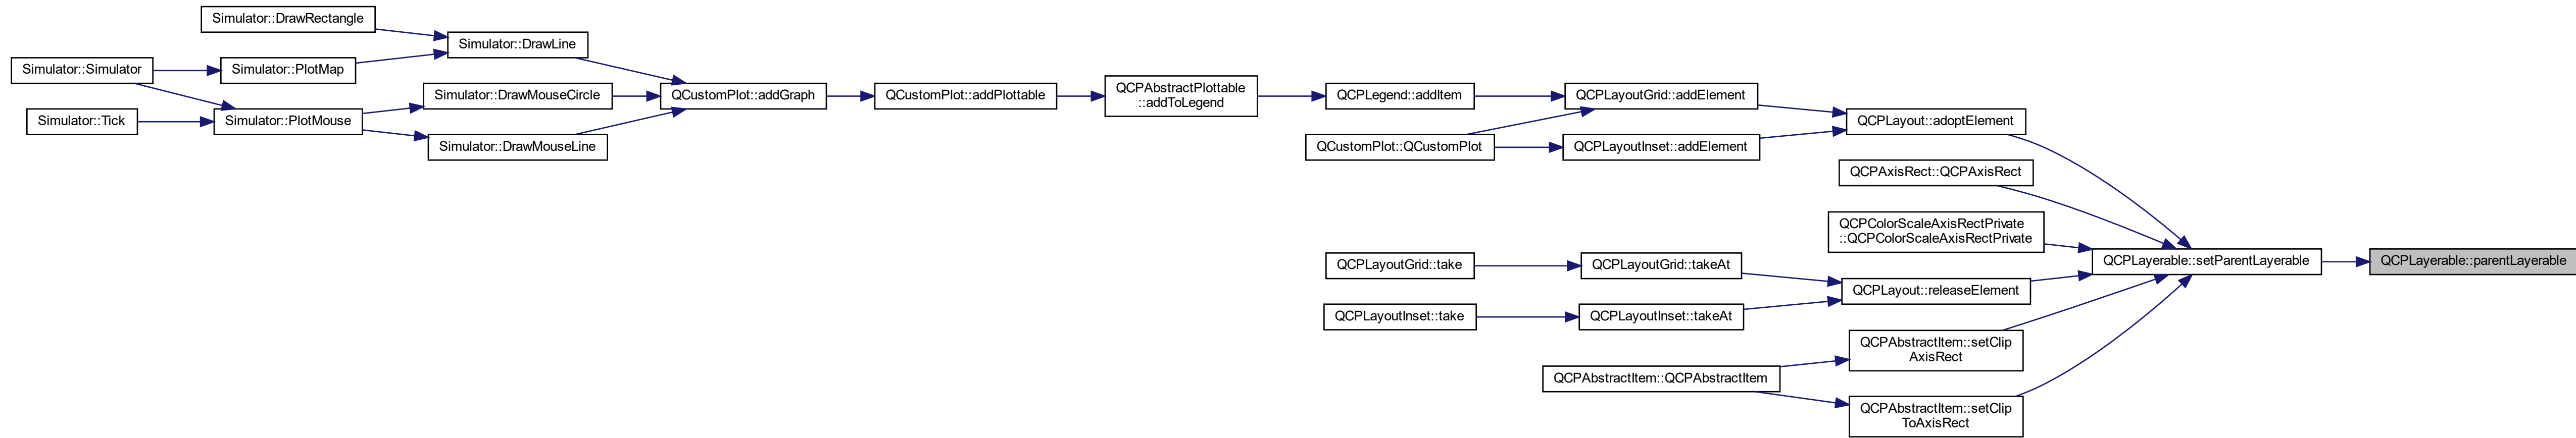 Simulator::DrawRectangle
Simulator::DrawLine
Simulator::Simulator
Simulator::PlotMap
Simulator::DrawMouseCircle
QCustomPlot::addGraph
QCustomPlot::addPlottable
QCPAbstractPlottable
::addToLegend
QCPLegend::addItem
QCPLayoutGrid::addElement
Simulator::Tick
Simulator::PlotMouse
QCPLayout::adoptElement
Simulator::DrawMouseLine
QCustomPlot::QCustomPlot
QCPLayoutInset::addElement
QCPAxisRect::QCPAxisRect
QCPColorScaleAxisRectPrivate
::QCPColorScaleAxisRectPrivate
QCPLayerable::setParentLayerable
QCPLayerable::parentLayerable
QCPLayoutGrid::take
QCPLayoutGrid::takeAt
QCPLayout::releaseElement
QCPLayoutInset::take
QCPLayoutInset::takeAt
QCPAbstractItem::setClip
AxisRect
QCPAbstractItem::QCPAbstractItem
QCPAbstractItem::setClip
ToAxisRect